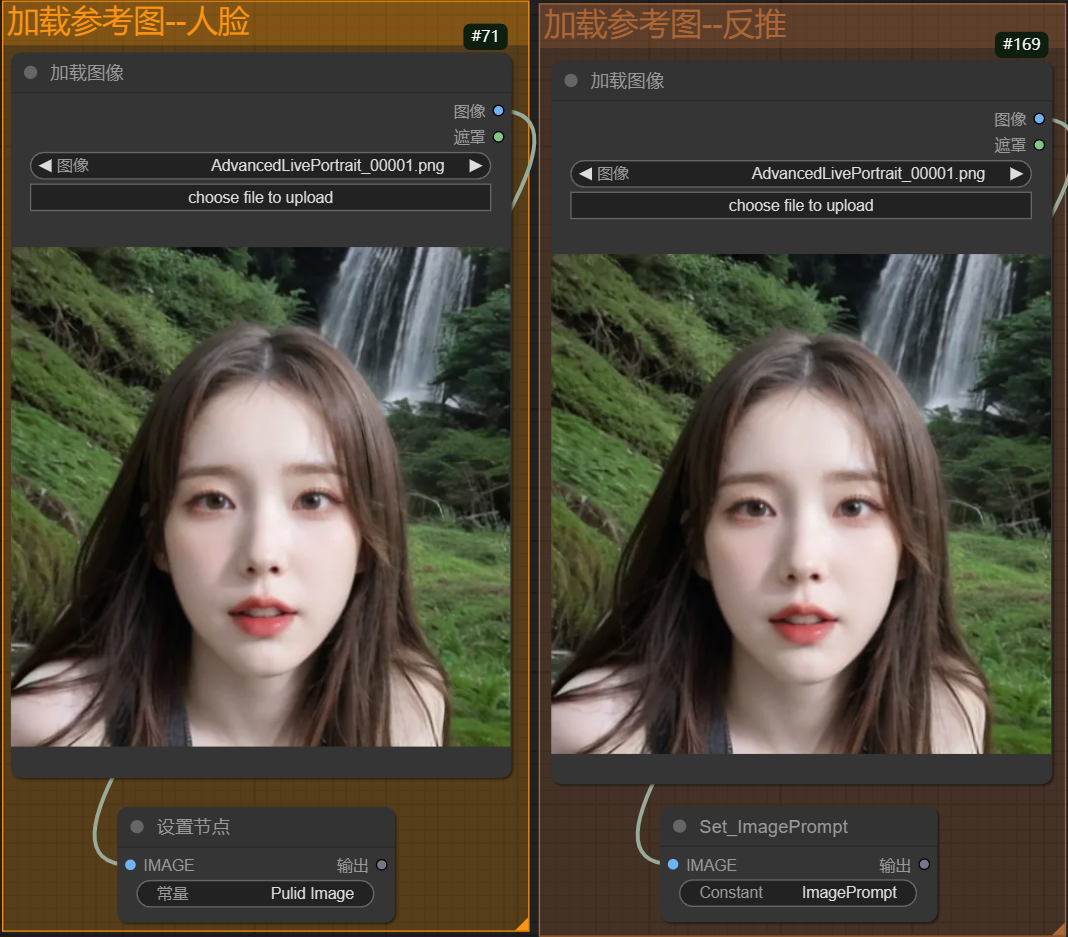 加载参考图--人脸
#71
加载图像
图像
遮罩
图像 AdvancedLivePortrait_00001.png
choose file to upload
设置节点
IMAGE 输出
常量 Pulid Image
加载参考图--反推
#169
加载图像
图像
遮罩
图像 AdvancedLivePortrait_00001.png
choose file to upload
Set_ImagePrompt
IMAGE 输出
Constant ImagePrompt